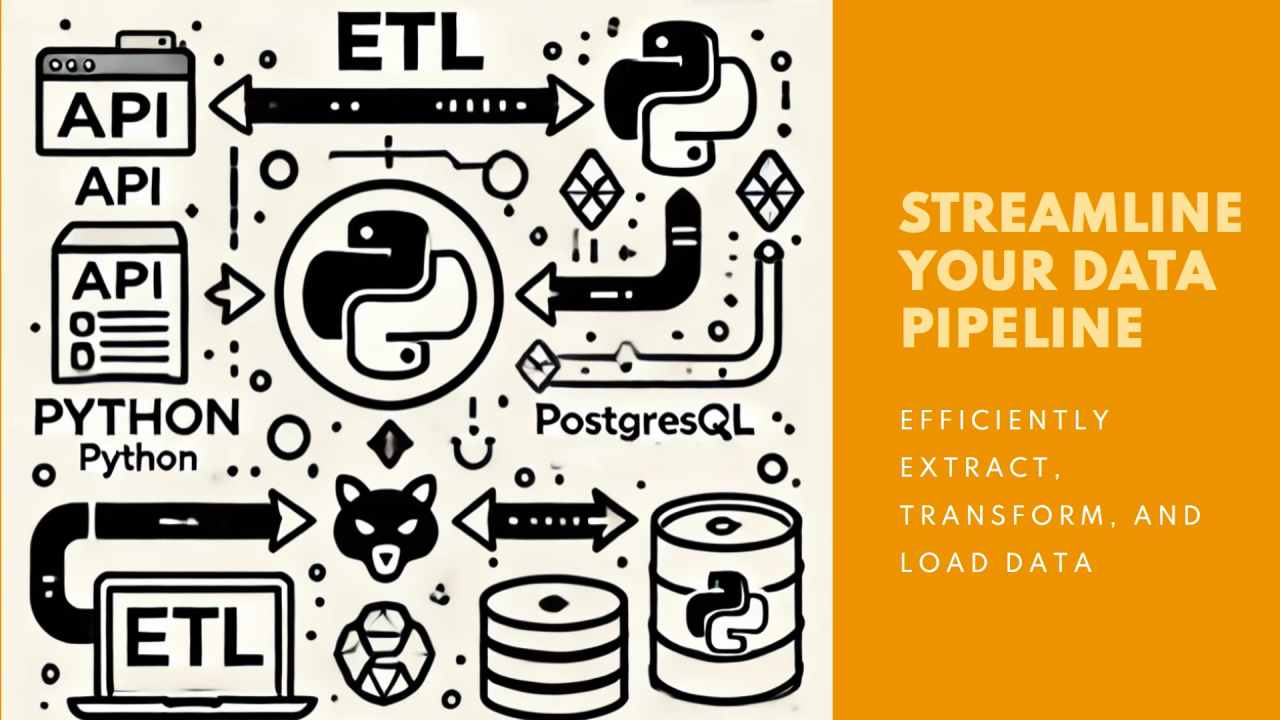 ETL
API
API
API
PYTHON
Python
PostgresQL
ETL
STREAMLINE
YOUR DATA
PIPELINE
EFFICIENTLY
EXTRACT,
TRANSFORM, AND
LOAD DATA